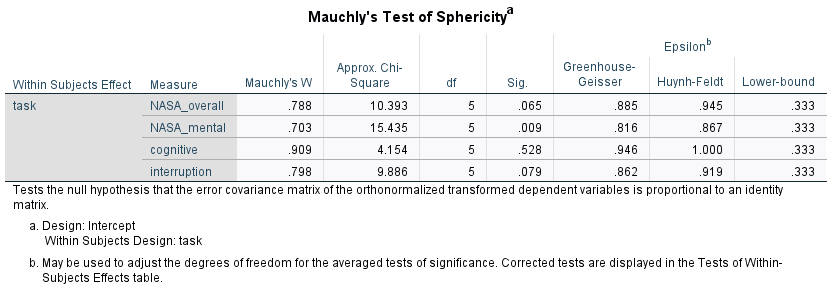 Mauchly's Test of Sphericitya
Epsilonb
Within Subjects Effect Measure Mauchly's W Approx. Chi-Square df Sig. Greenhouse-Geisser Huynh-Feldt Lower-bound
task NASA_overall .788 10.393 5 .065 .885 .945 .333
NASA_mental .703 15.435 5 .009 .816 .867 .333
cognitive .909 4.154 5 .528 .946 1.000 .333
interruption .798 9.886 5 .079 .862 .919 .333
Tests the null hypothesis that the error covariance matrix of the orthonormalized transformed dependent variables is proportional to an identity
matrix.
a. Design: Intercept
Within Subjects Design: task
b. May be used to adjust the degrees of freedom for the averaged tests of significance. Corrected tests are displayed in the Tests of Within-
Subjects Effects table.